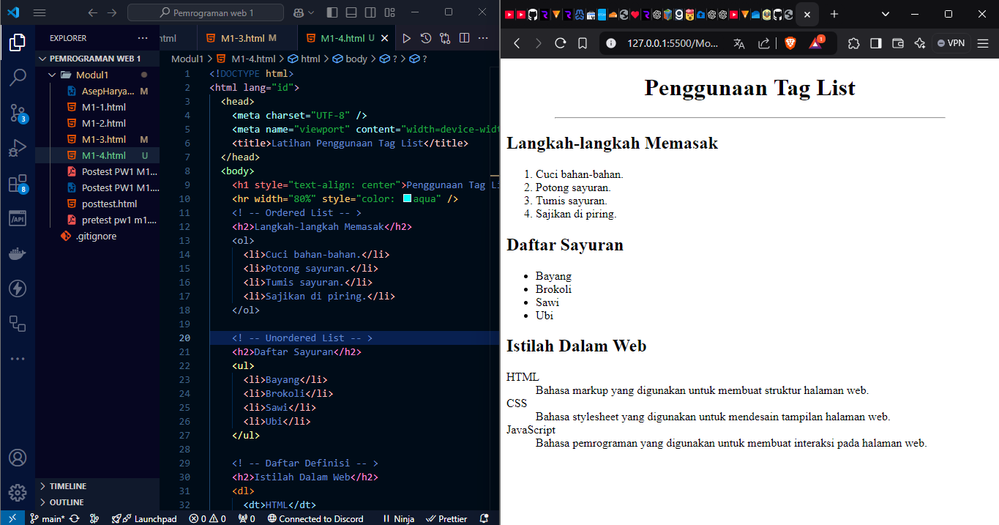 Pemrograman web 1
EXPLORER
PEMROGRAMAN WEB 1
Modul1
AsepHarya... M
M1-1.html
M1-2.html
M1-3.html M
M1-4.html U
Postest PW1 M1...
Postest PW1 M1...
posttest.html
pretest pw1 m1....
.gitignore
TIMELINE
OUTLINE
html
M1-3.html M
M1-4.html U
Modul1 > M1-4.html > html > body > ? > ?
1 <!DOCTYPE html>
2 <html lang="id">
3 <head>
4 <meta charset="UTF-8" />
5 <meta name="viewport" content="width=device-widt
6 <title>Latihan Penggunaan Tag List</title>
7 </head>
8 <body>
9 <h1 style="text-align: center">Penggunaan Tag Li
10 <hr width="80%" style="color: aqua" />
11 <! -- Ordered List -- >
12 <h2>Langkah-langkah Memasak</h2>
13 <ol>
14 <li>Cuci bahan-bahan.</li>
15 <li>Potong sayuran.</li>
16 <li>Tumis sayuran.</li>
17 <li>Sajikan di piring.</li>
18 </ol>
19
20 <! -- Unordered List -- >
21 <h2>Daftar Sayuran</h2>
22 <ul>
23 <li>Bayang</li>
24 <li>Brokoli</li>
25 <li>Sawi</li>
26 <li>Ubi</li>
27 </ul>
28
29 <! -- Daftar Definisi -- >
30 <h2>Istilah Dalam Web</h2>
31 <dl>
32 <dt>HTML</dt>
3
8
/API
main* Launchpad 0 0 0 Connected to Discord Ninja Prettier
127.0.0.1:5500/Mo...
1
VPN
Penggunaan Tag List
Langkah-langkah Memasak
1. Cuci bahan-bahan.
2. Potong sayuran.
3. Tumis sayuran.
4. Sajikan di piring.
Daftar Sayuran
• Bayang
• Brokoli
• Sawi
• Ubi
Istilah Dalam Web
HTML
Bahasa markup yang digunakan untuk membuat struktur halaman web.
CSS
Bahasa stylesheet yang digunakan untuk mendesain tampilan halaman web.
JavaScript
Bahasa pemrograman yang digunakan untuk membuat interaksi pada halaman web.